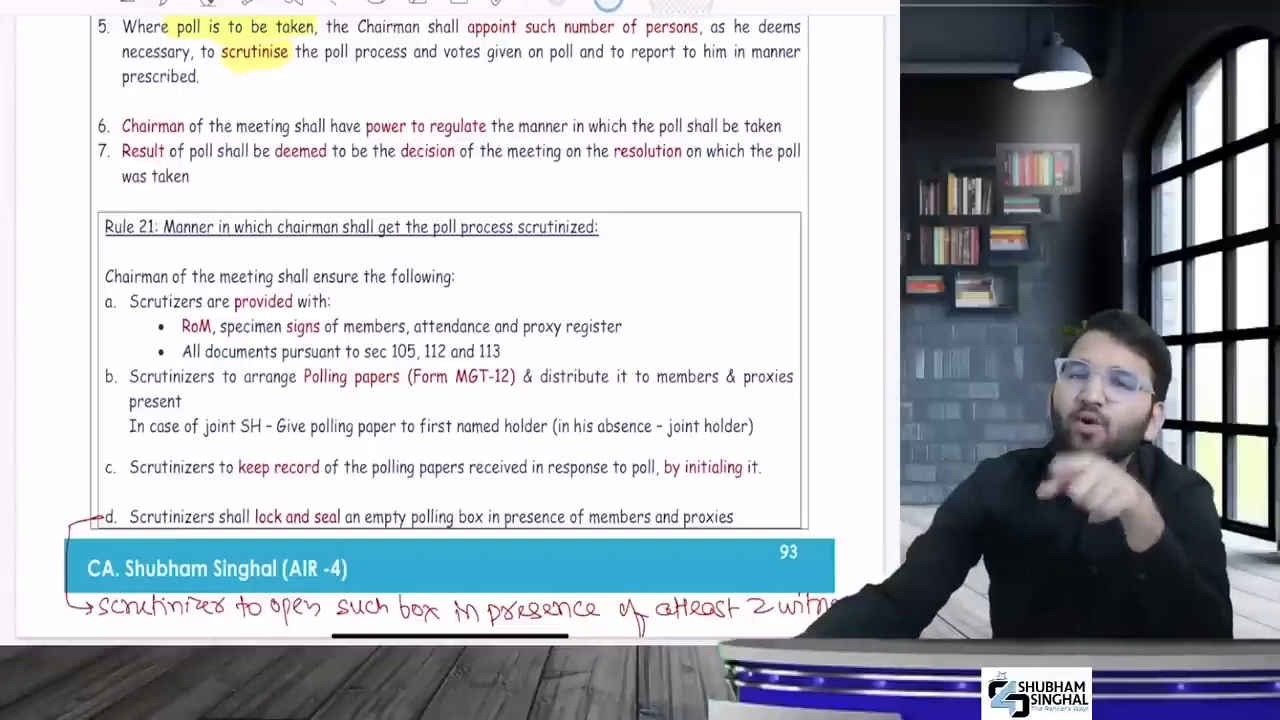 5. Where poll is to be taken, the Chairman shall appoint such number of persons, as he deems
necessary, to scrutinise the poll process and votes given on poll and to report to him in manner
prescribed.
6. Chairman of the meeting shall have power to regulate the manner in which the poll shall be taken
7. Result of poll shall be deemed to be the decision of the meeting on the resolution on which the poll
was taken
Rule 21: Manner in which chairman shall get the poll process scrutinized:
Chairman of the meeting shall ensure the following:
a. Scrutizers are provided with:
• RoM, specimen signs of members, attendance and proxy register
• All documents pursuant to sec 105, 112 and 113
b. Scrutinizers to arrange Polling papers (Form MGT-12) & distribute it to members & proxies
present
In case of joint SH – Give polling paper to first named holder (in his absence – joint holder)
c. Scrutinizers to keep record of the polling papers received in response to poll, by initialing it.
d. Scrutinizers shall lock and seal an empty polling box in presence of members and proxies
93
CA. Shubham Singhal (AIR -4)
scrutinizer to open such box in presence of atleast 2
SHUBHAM
SINGHAL